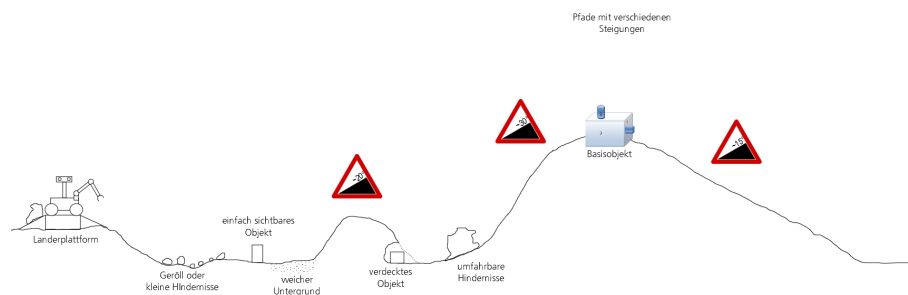 Pfade mit verschiedenen
Steigungen
~30°
~15°
~20°
Basisobjekt
einfach sichtbares
Objekt
Landerplattform
Geröll oder
kleine HIndernisse
weicher
Untergrund
verdecktes
Objekt
umfahrbare
Hindernisse